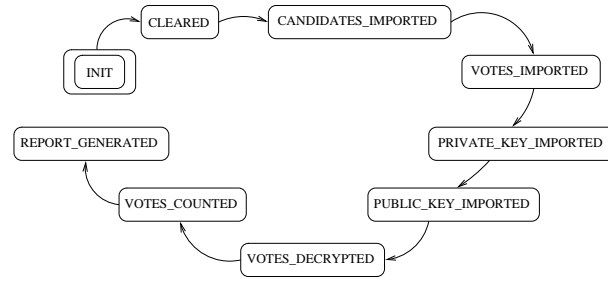 CLEARED
CANDIDATES_IMPORTED
INIT
VOTES_IMPORTED
REPORT_GENERATED
PRIVATE_KEY_IMPORTED
VOTES_COUNTED
PUBLIC_KEY_IMPORTED
VOTES_DECRYPTED